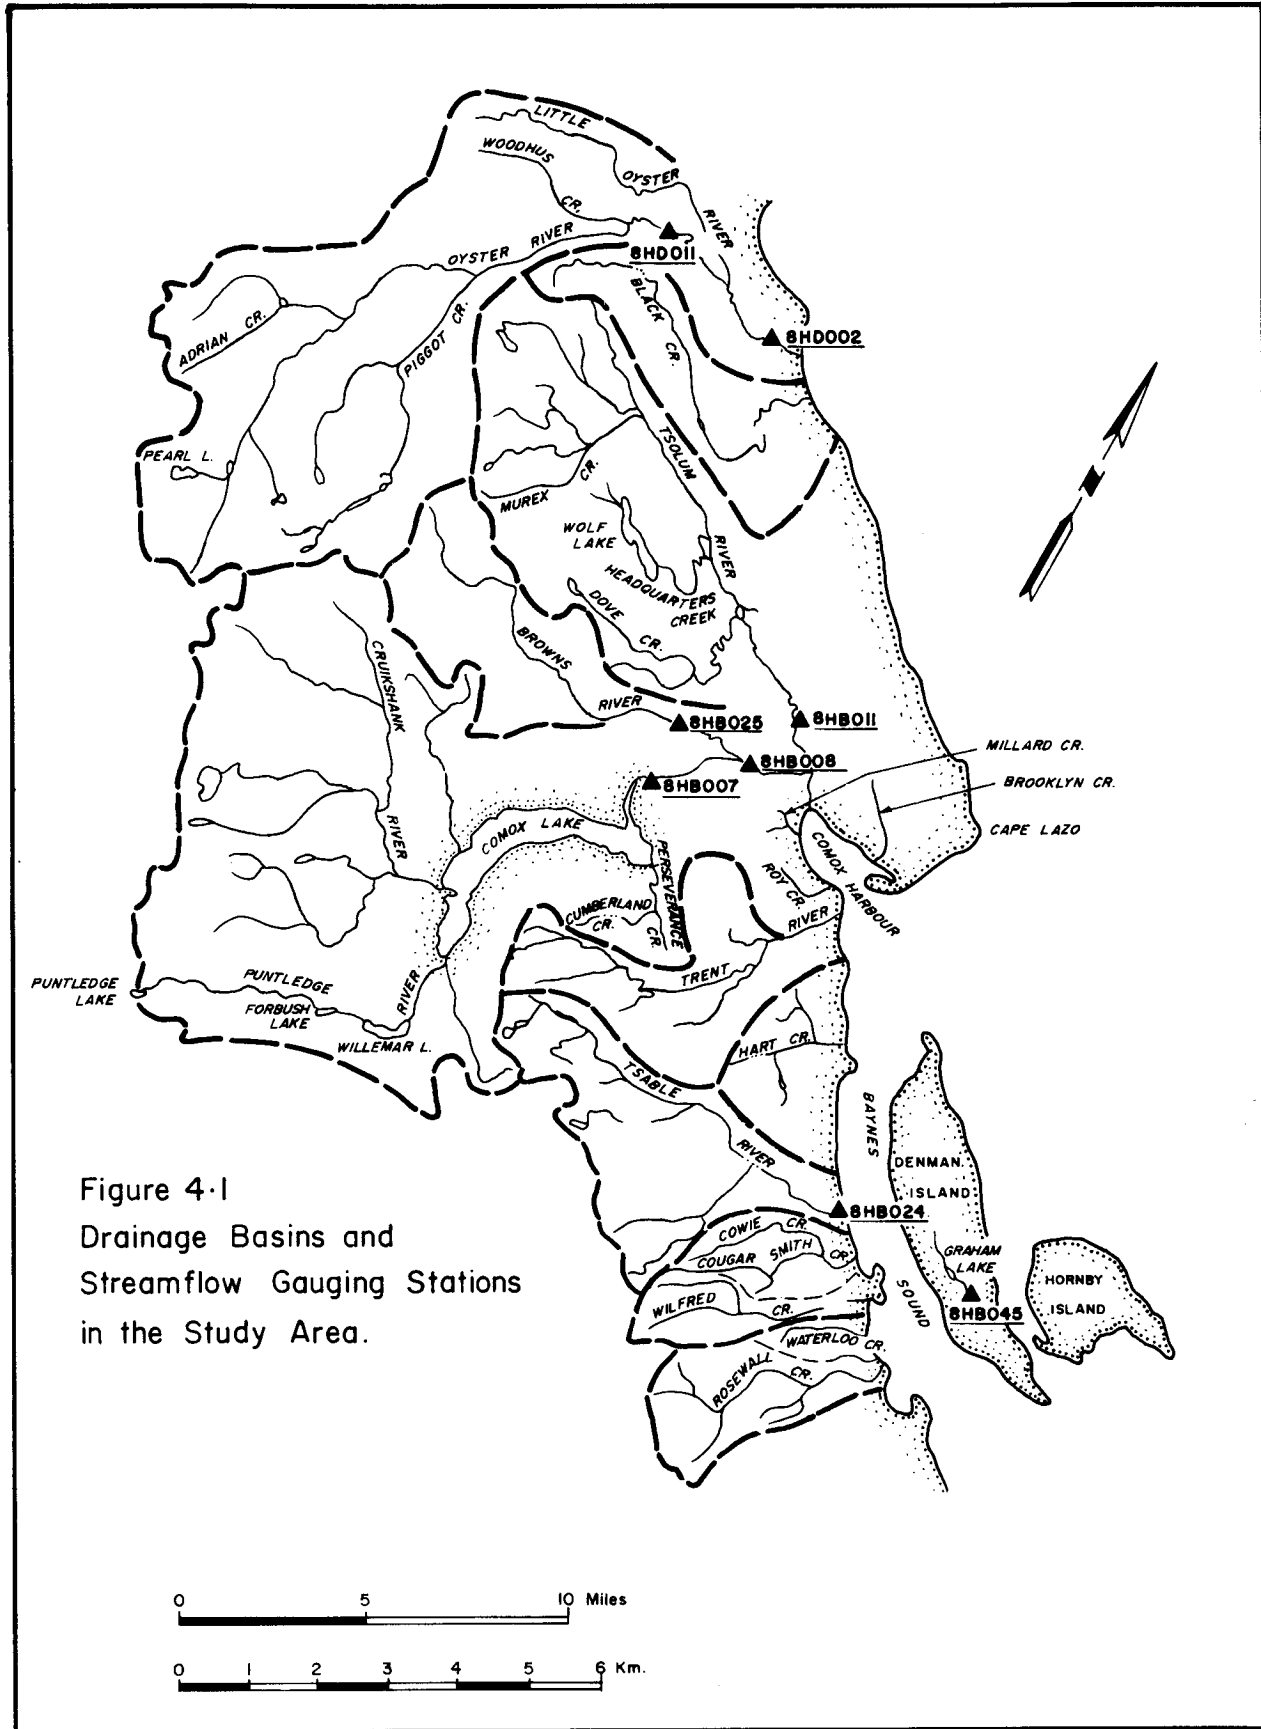 LITTLE
WOODHUS
OYSTER
CR.
RIVER
8HD011
OYSTER RIVER
BLACK
CR.
ADRIAN CR.
PIGGOT CR.
8HD002
PEARL L.
TSOLUM
MUREX CR.
WOLF
LAKE
RIVER
HEADQUARTERS
CREEK
DOVE
CR.
BROWNS
CRUIKSHANK
RIVER
8HB025
8HB011
MILLARD CR.
8HB008
8HB007
BROOKLYN CR.
COMOX LAKE
CAPE LAZO
RIVER
PERSEVERANCE
CR.
COMOX HARBOUR
ROY CR.
CUMBERLAND
CR.
RIVER
TRENT
PUNTLEDGE
LAKE
PUNTLEDGE
RIVER
FORBUSH
LAKE
WILLEMAR L.
HART CR.
TSABLE
BAYNES
RIVER
DENMAN
ISLAND
Figure 4·1
Drainage Basins and
Streamflow Gauging Stations
in the Study Area.
8HB024
COWIE CR.
COUGAR SMITH CR.
GRAHAM
LAKE
SOUND
HORNBY
ISLAND
WILFRED CR.
8HB045
WATERLOO CR.
ROSEWALL CR.
0 5 10 Miles
0 1 2 3 4 5 6 Km.